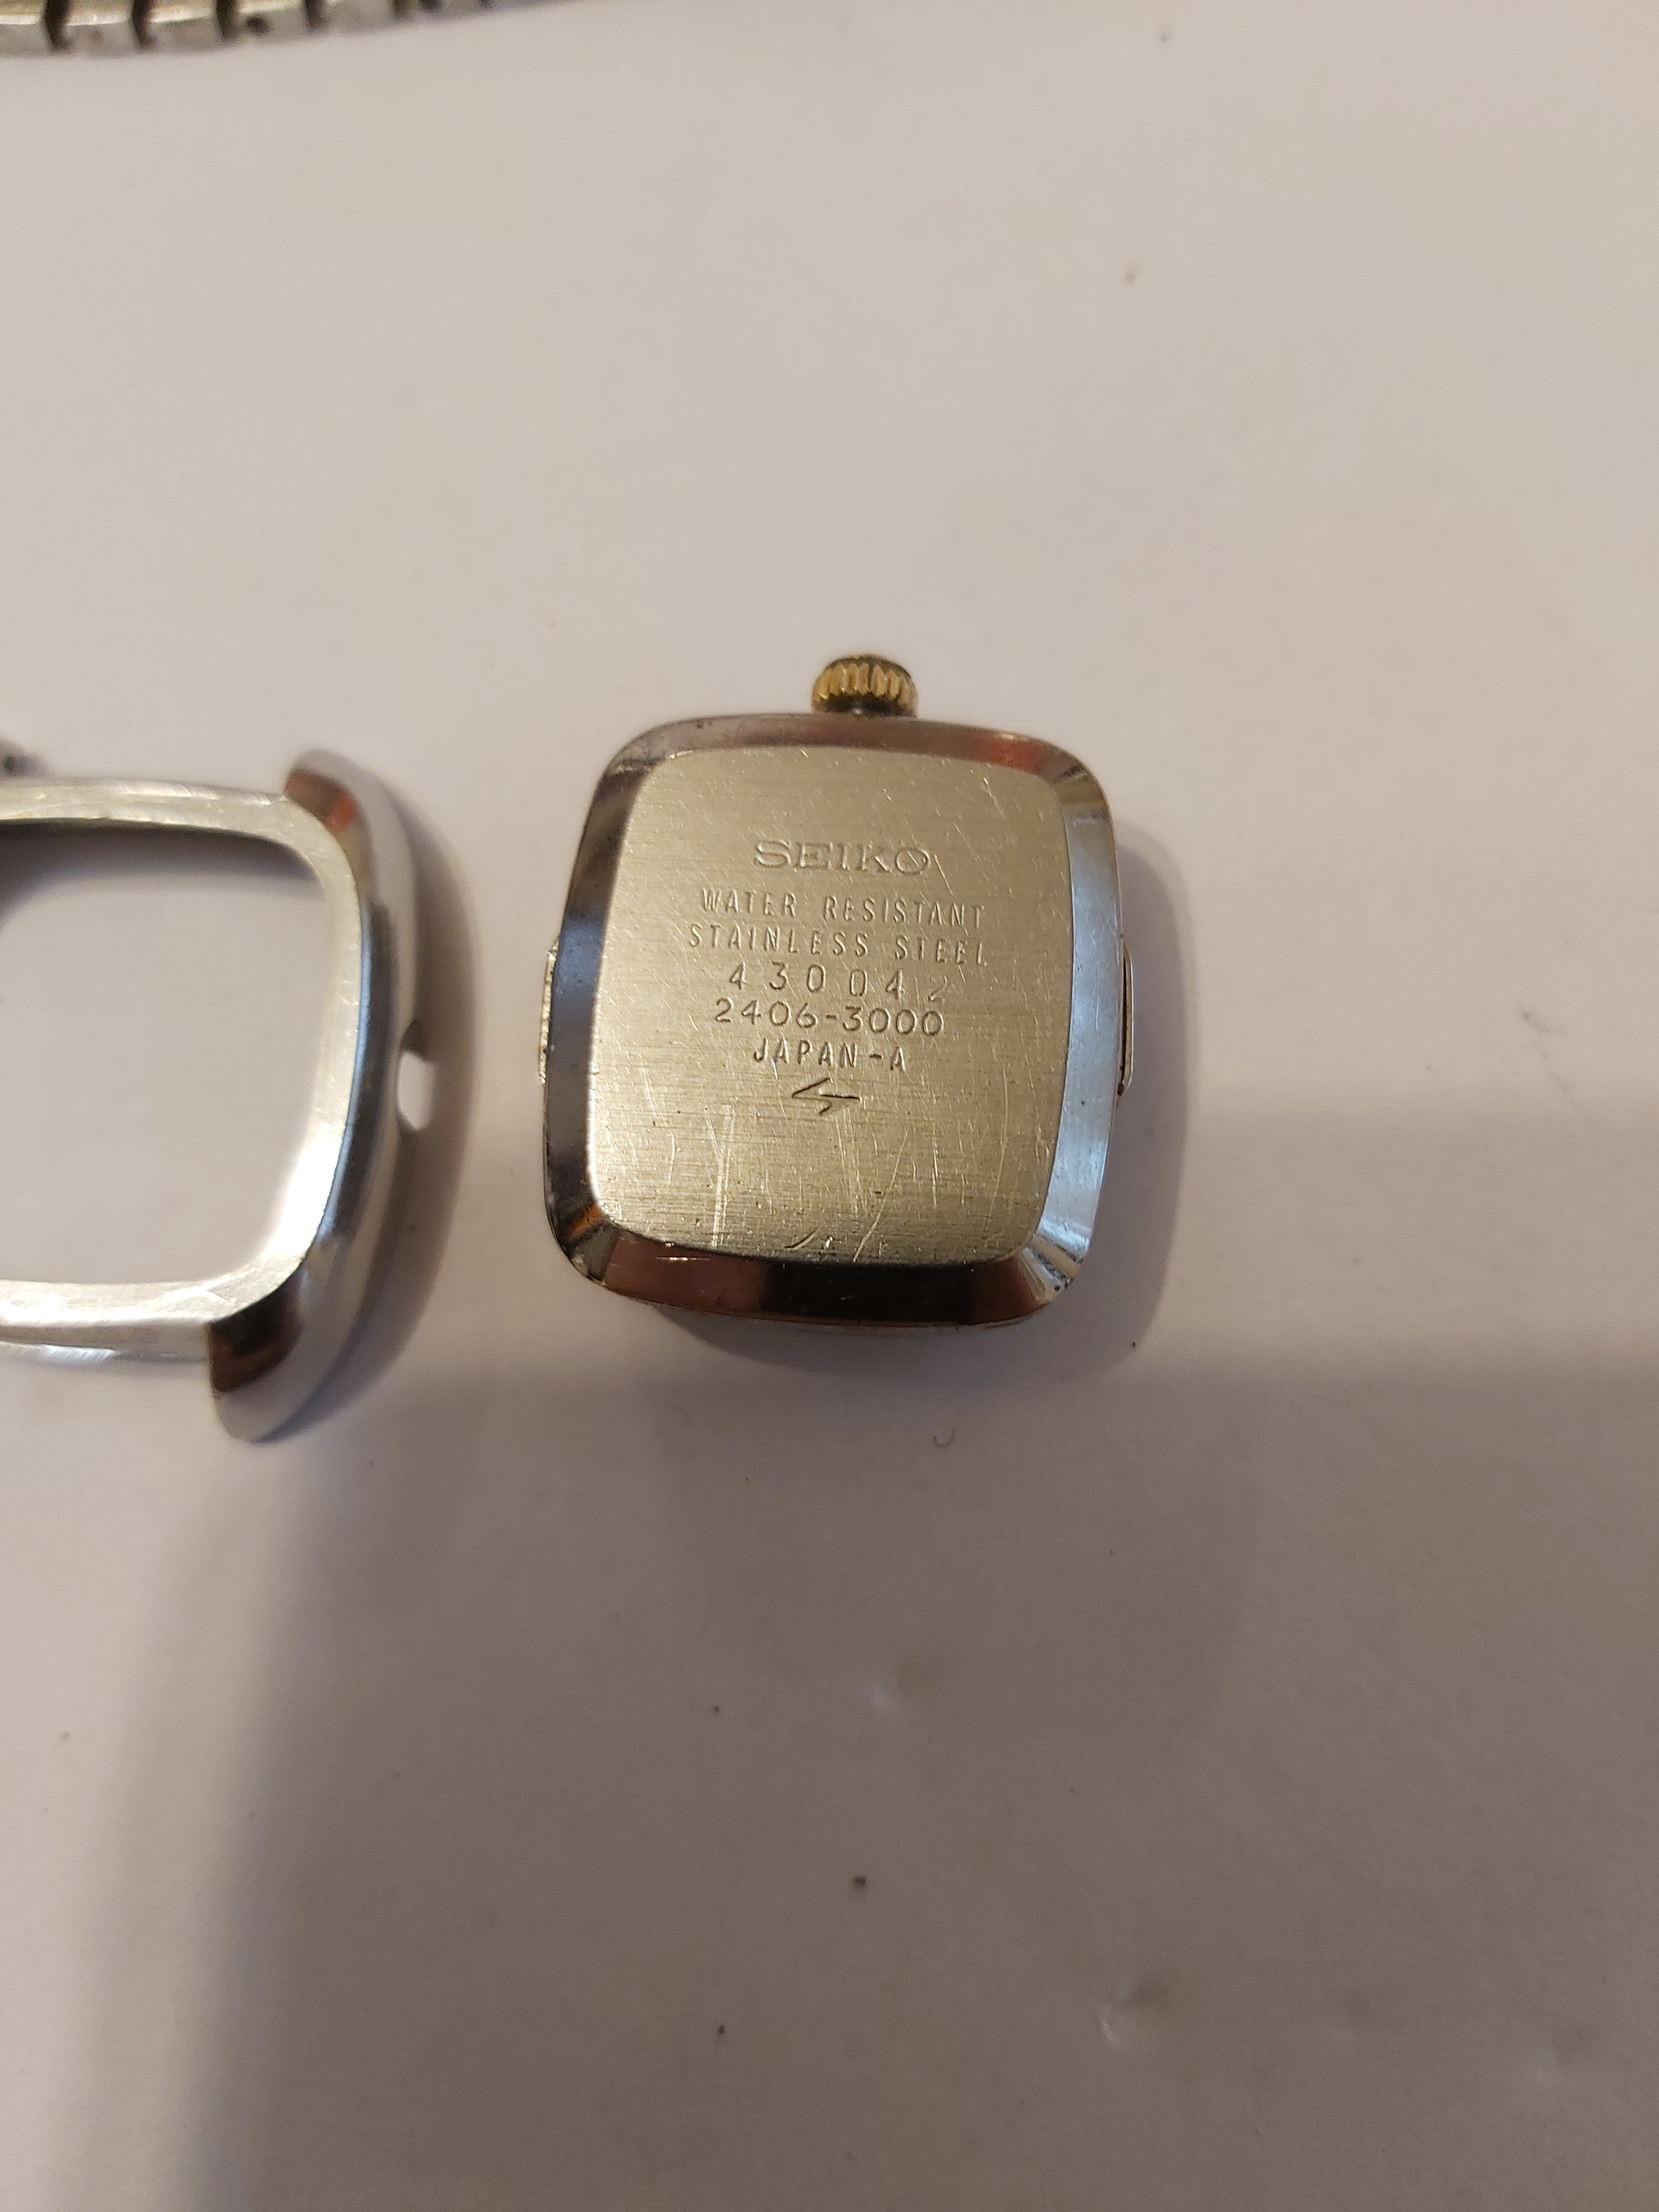 SEIKO
WATER RESISTANT
STAINLESS STEEL
430042
2406-3000
JAPAN-A